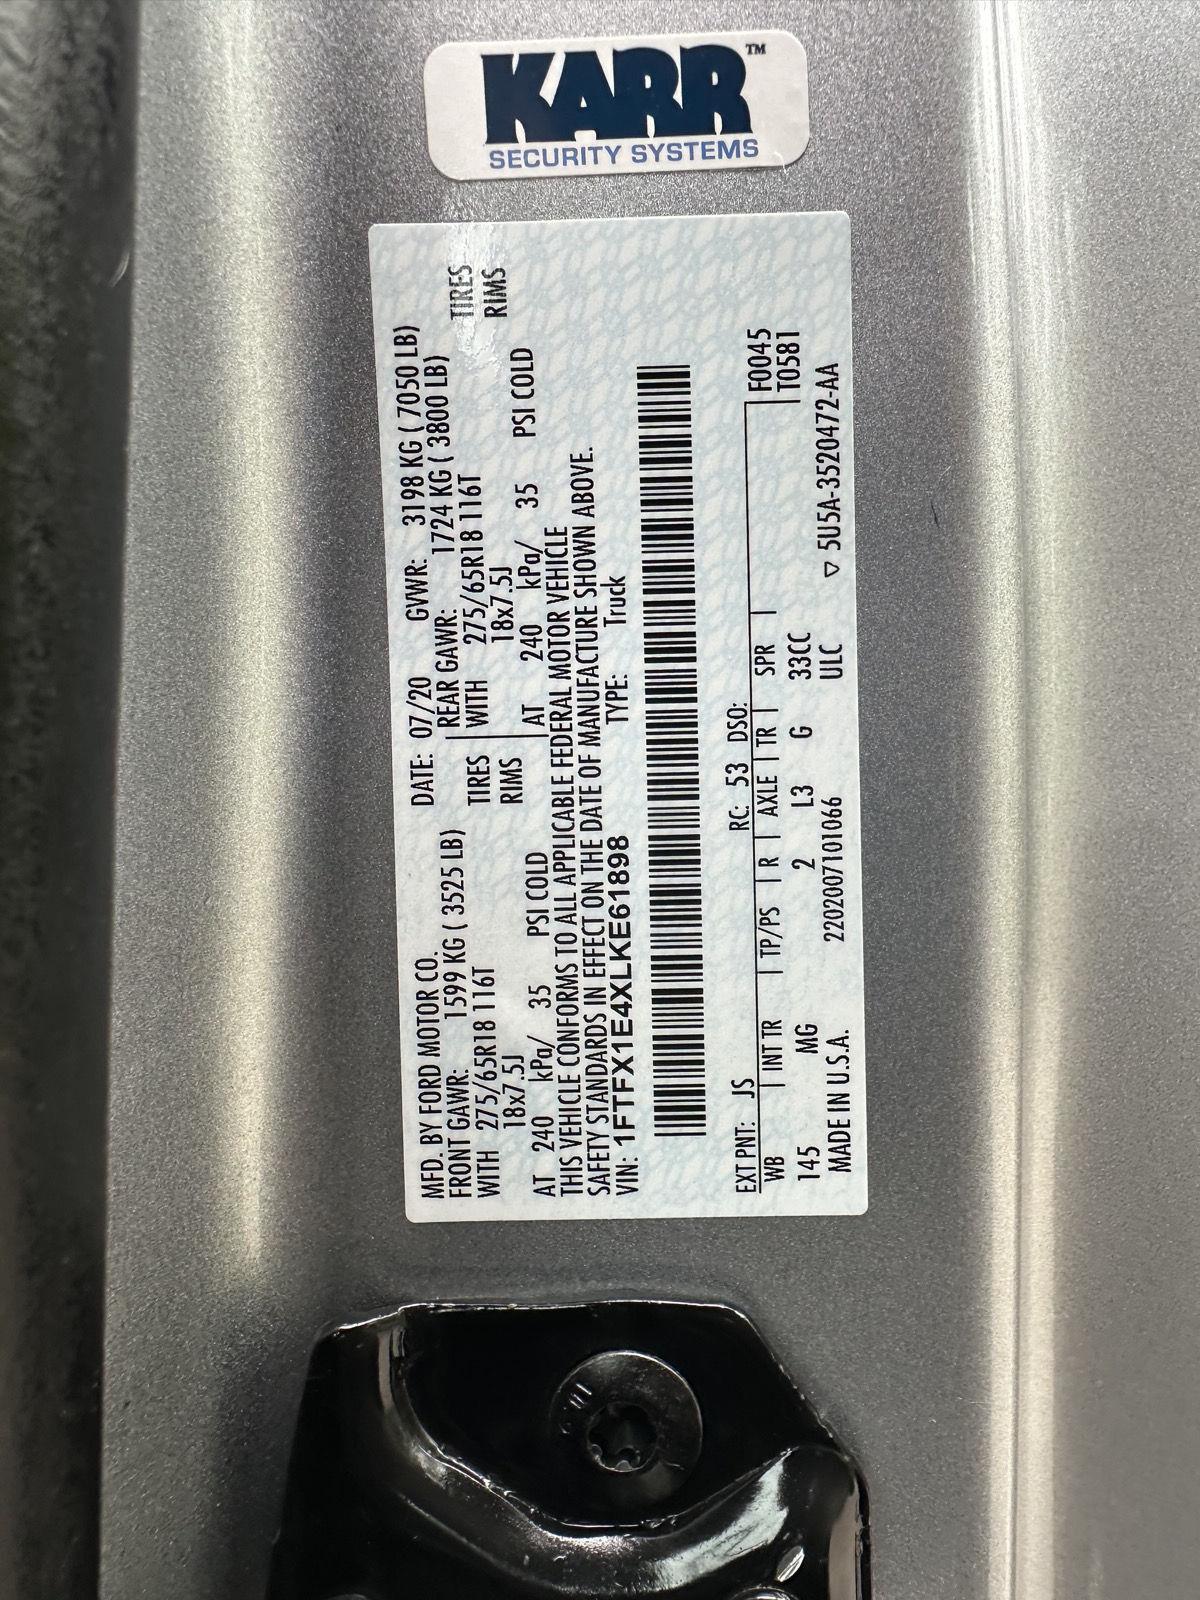 KARR™
SECURITY SYSTEMS
MFD. BY FORD MOTOR CO.
DATE: 07/20 GVWR: 3198 KG ( 7050 LB)
FRONT GAWR: 1599 KG ( 3525 LB)
REAR GAWR: 1724 KG ( 3800 LB)
WITH 275/65R18 116T TIRES
WITH 275/65R18 116T TIRES
18x7.5J RIMS
18x7.5J RIMS
AT 240 kPa/ 35 PSI COLD
AT 240 kPa/ 35 PSI COLD
THIS VEHICLE CONFORMS TO ALL APPLICABLE FEDERAL MOTOR VEHICLE
SAFETY STANDARDS IN EFFECT ON THE DATE OF MANUFACTURE SHOWN ABOVE.
VIN: 1FTFX1E4XLKE61898 TYPE: Truck
EXT PNT: JS RC: 53 DSO: F0045
WB | INT TR | TP/PS | R | AXLE | TR | SPR | T0581
145 MG 2 L3 G 33CC
MADE IN U.S.A. 2202007101066 ULC ▽ 5U5A-3520472-AA